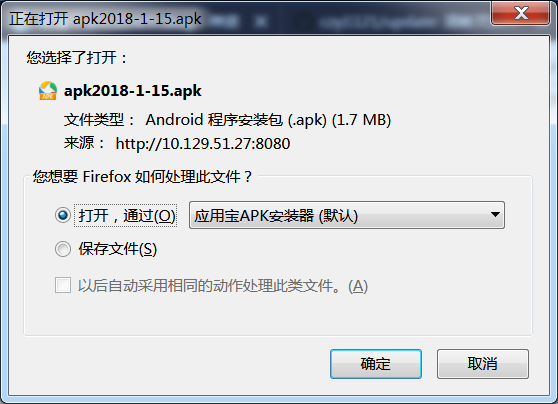 正在打开 apk2018-1-15.apk
您选择了打开：
apk2018-1-15.apk
文件类型： Android 程序安装包 (.apk) (1.7 MB)
来源： http://10.129.51.27:8080
您想要 Firefox 如何处理此文件？
打开，通过(O) 应用宝APK安装器 (默认)
保存文件(S)
以后自动采用相同的动作处理此类文件。(A)
确定 取消